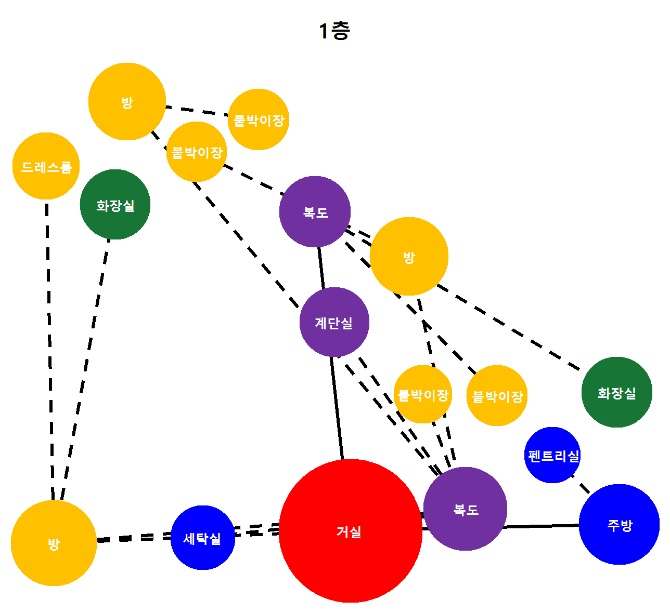 1층
방
붙박이장
붙박이장
드레스룸
화장실
복도
방
계단실
붙박이장
붙박이장
화장실
펜트리실
복도
주방
거실
세탁실
방